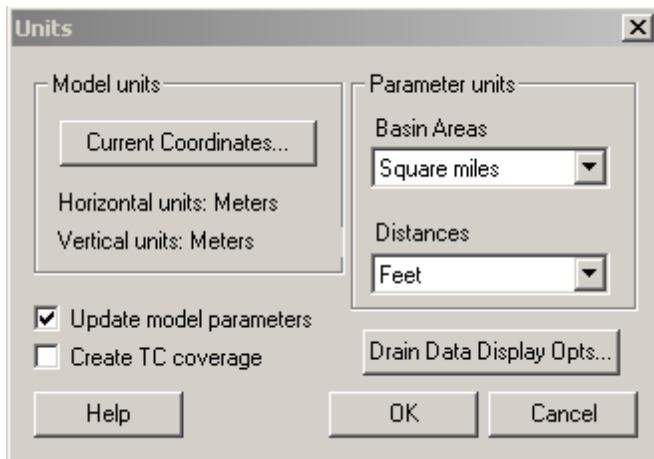 Units
Model units
Current Coordinates...
Horizontal units: Meters
Vertical units: Meters
Parameter units
Basin Areas
Square miles
Distances
Feet
Update model parameters
Create TC coverage
Drain Data Display Opts...
Help
OK
Cancel